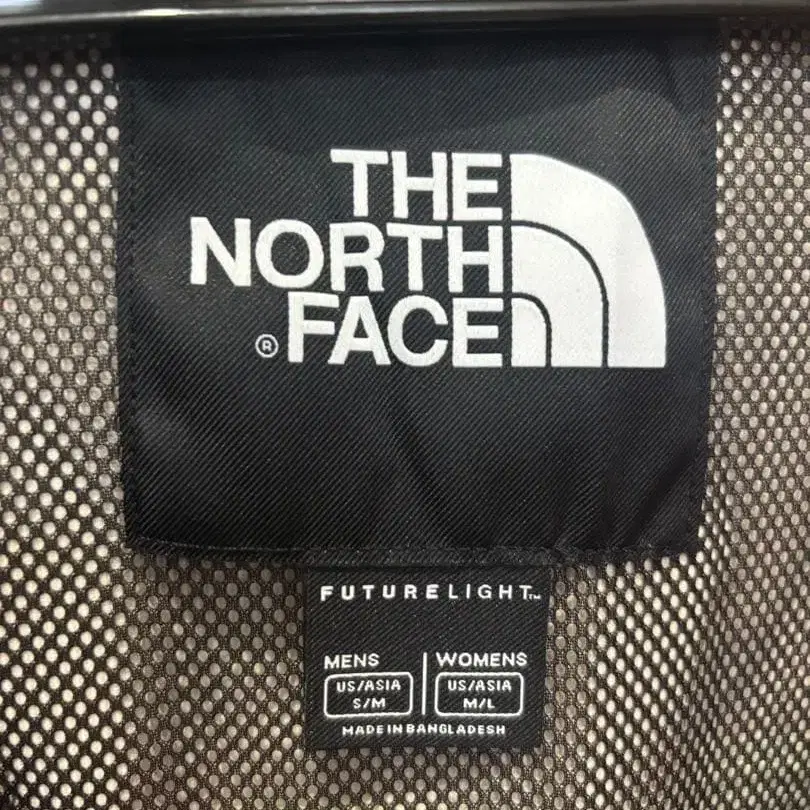 THE
NORTH
® FACE
FUTURELIGHT™
MENS | WOMENS
US/ASIA US/ASIA
S/M M/L
MADE IN BANGLADESH